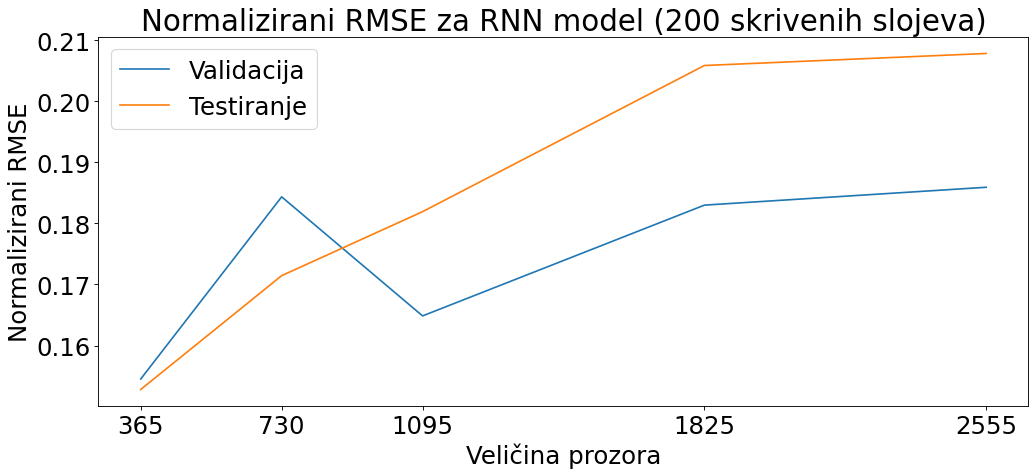 Normalizirani RMSE za RNN model (200 skrivenih slojeva)
Validacija
Testiranje
Normalizirani RMSE
0.21
0.20
0.19
0.18
0.17
0.16
365 730 1095 1825 2555
Veličina prozora